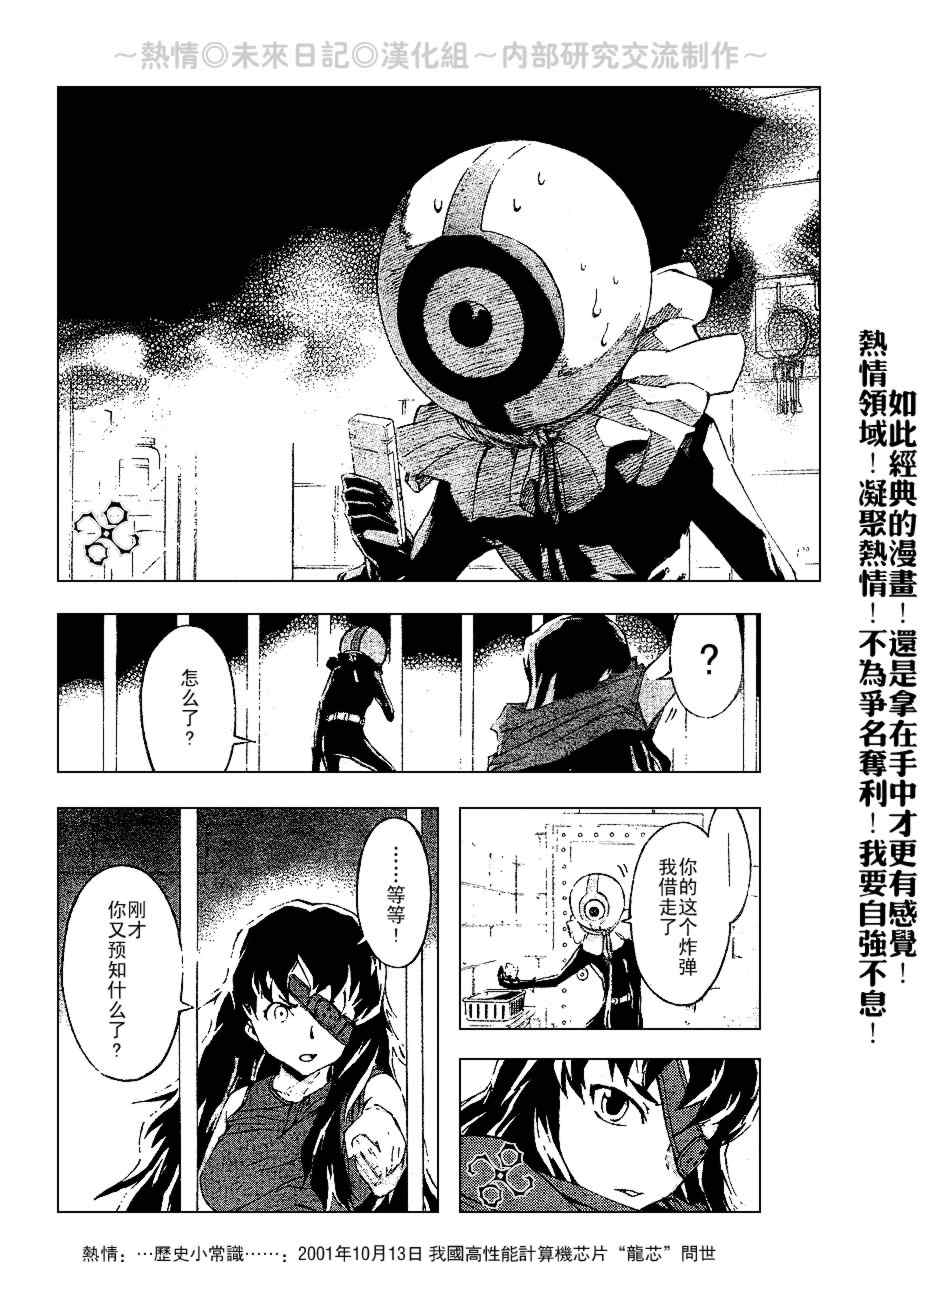 ～熱情◎未來日記◎漢化組～内部研究交流制作～
如此經典的漫畫！還是拿在手中才更有感覺！
熱情領域！凝聚熱情！不為爭名奪利！我要自強不息！
？
怎么了？
你的这个炸弹
我借走了
……等等！
刚才
你又预知什么了？
熱情：…歷史小常識……：2001年10月13日 我國高性能計算機芯片“龍芯”問世